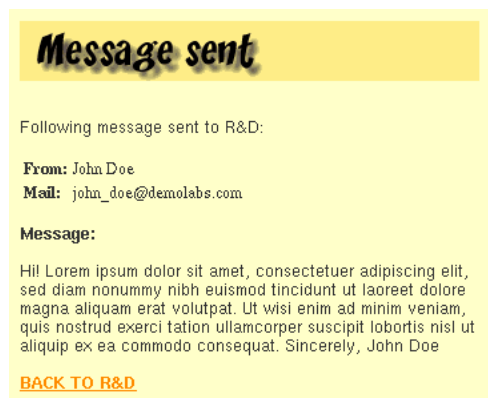 Message sent
Following message sent to R&D:
From: John Doe
Mail: john_doe@demolabs.com
Message:
Hi! Lorem ipsum dolor sit amet, consectetuer adipiscing elit,
sed diam nonummy nibh euismod tincidunt ut laoreet dolore
magna aliquam erat volutpat. Ut wisi enim ad minim veniam,
quis nostrud exerci tation ullamcorper suscipit lobortis nisl ut
aliquip ex ea commodo consequat. Sincerely, John Doe
BACK TO R&D